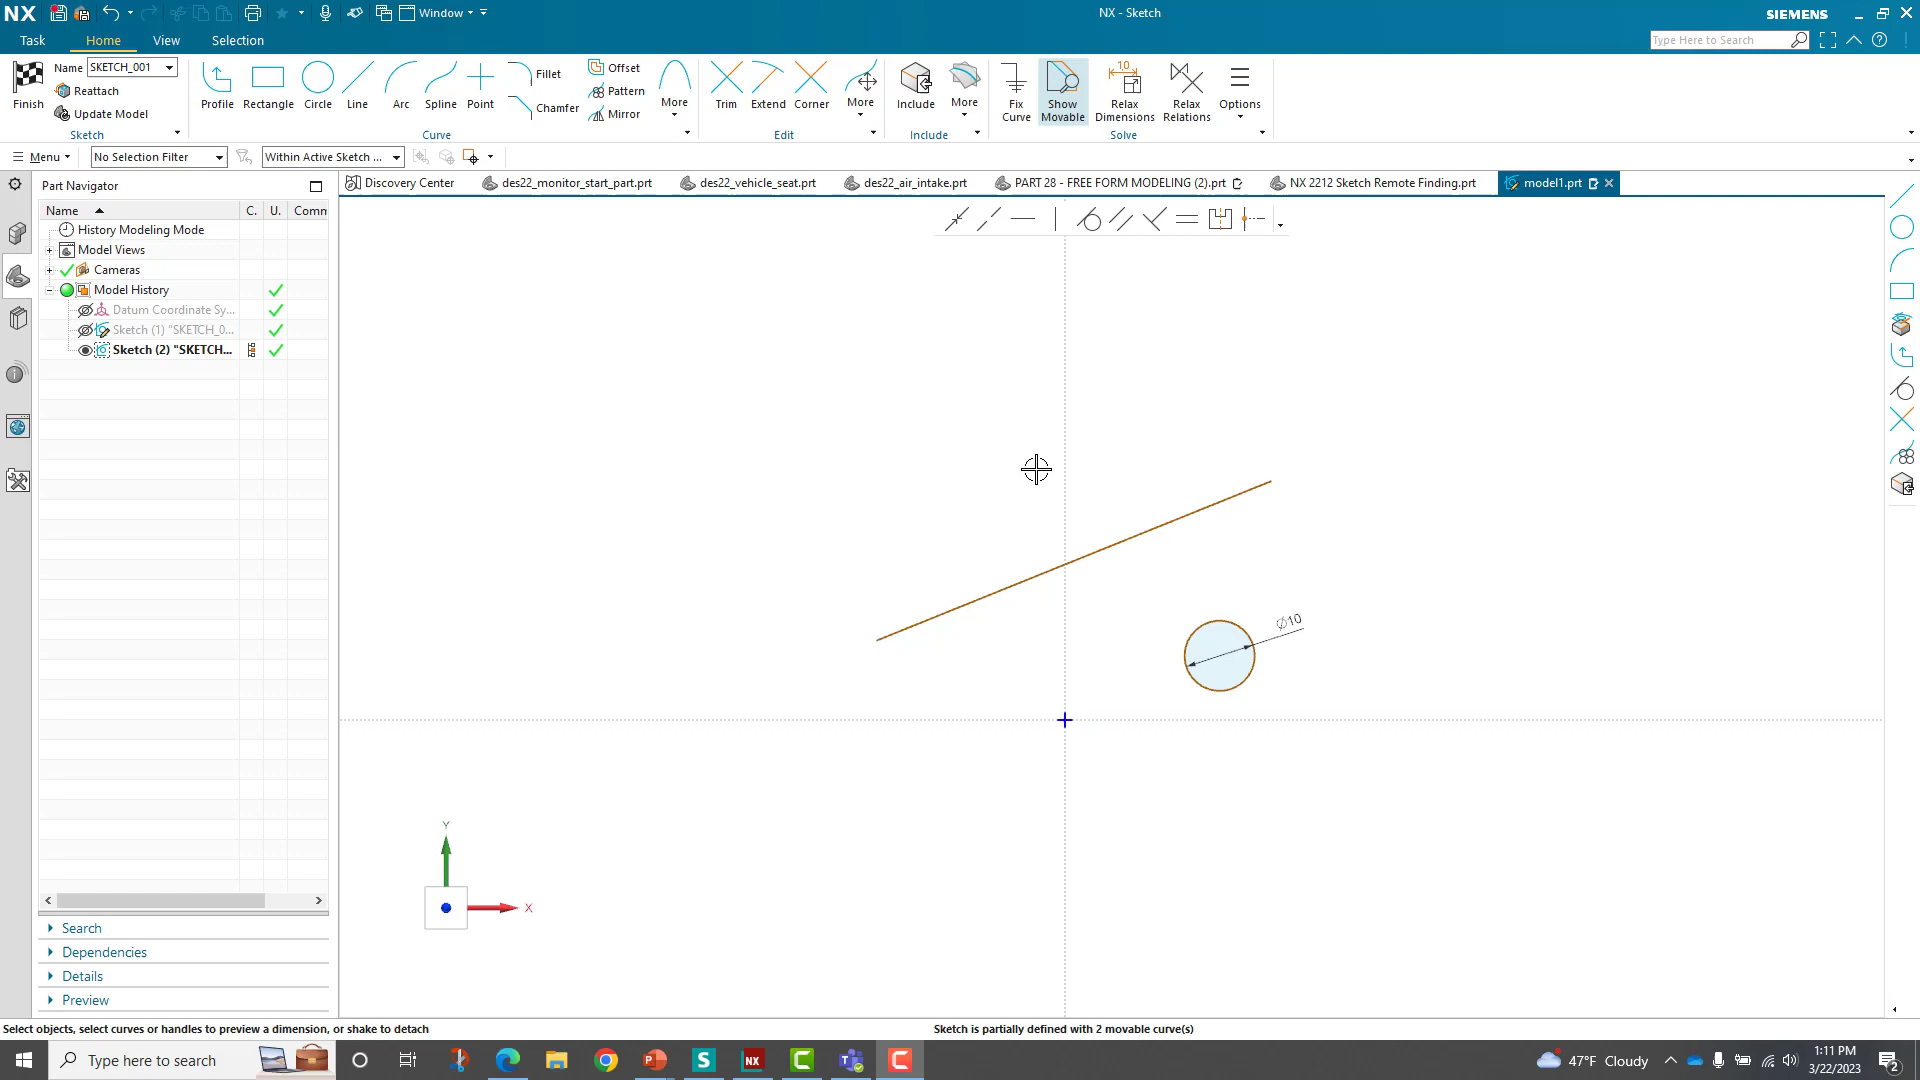 NX Window NX - Sketch SIEMENS
Task Home View Selection Type Here to Search
Finish Name SKETCH_001 Reattach Update Model Sketch
Profile Rectangle Circle Line Arc Spline Point Fillet Chamfer Offset Pattern Mirror More Curve
Trim Extend Corner More Edit
Include More Include
Fix Curve Show Movable 1,0 Relax Dimensions Relax Relations Options Solve
Menu No Selection Filter Within Active Sketch ...
Discovery Center des22_monitor_start_part.prt des22_vehicle_seat.prt des22_air_intake.prt PART 28 - FREE FORM MODELING (2).prt NX 2212 Sketch Remote Finding.prt model1.prt
Part Navigator
Name C. U. Comm
History Modeling Mode
Model Views
Cameras
Model History
Datum Coordinate Sy...
Sketch (1) "SKETCH_0...
Sketch (2) "SKETCH...
Ø10
Y
X
Search
Dependencies
Details
Preview
Select objects, select curves or handles to preview a dimension, or shake to detach Sketch is partially defined with 2 movable curve(s)
Type here to search S NX 47°F Cloudy 1:11 PM
3/22/2023 2